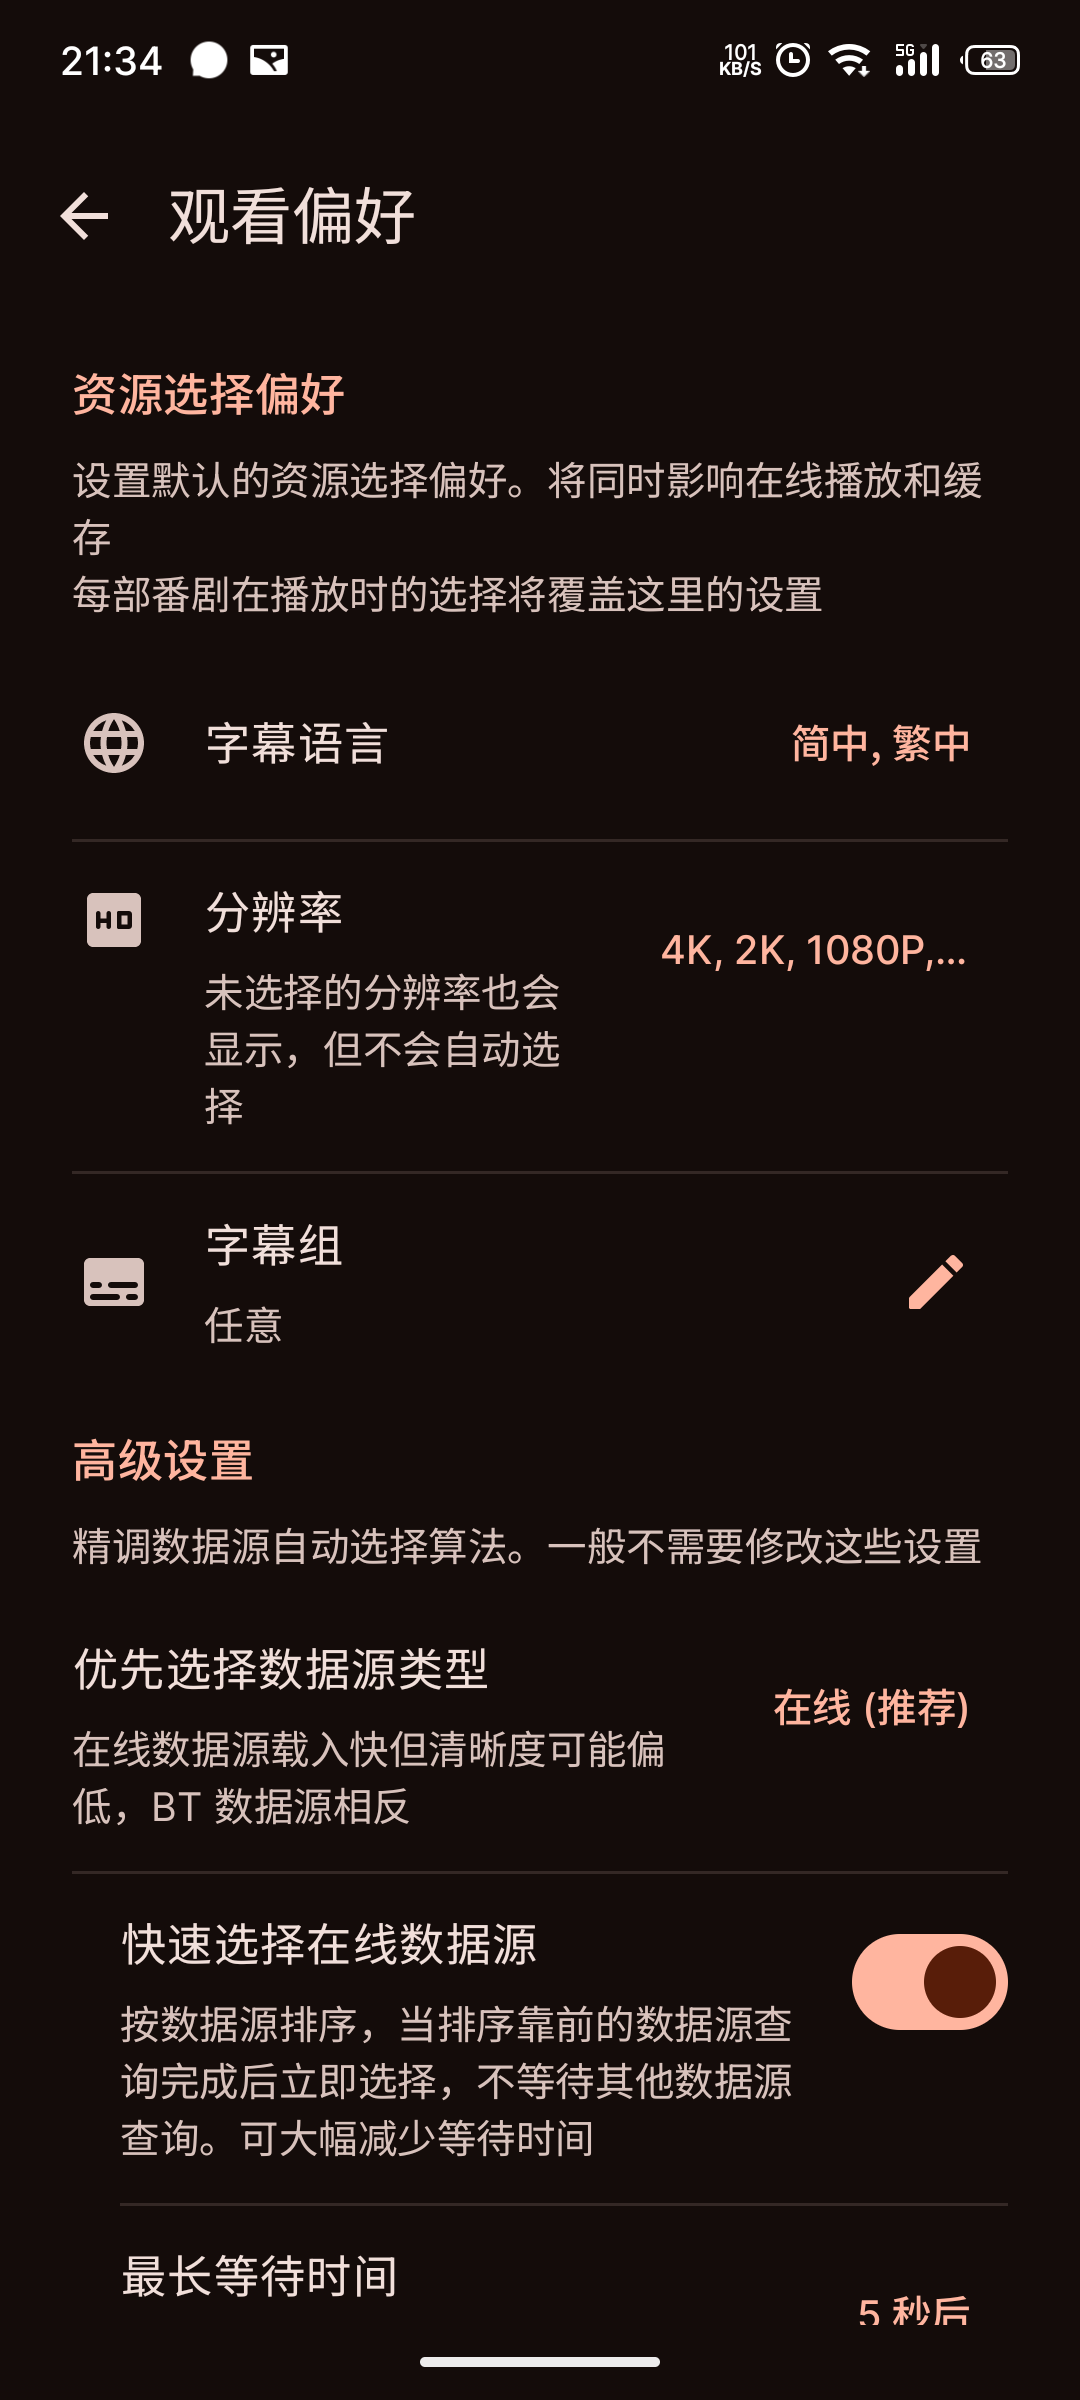 21:34
101
KB/S
5G
63
观看偏好
资源选择偏好
设置默认的资源选择偏好。将同时影响在线播放和缓
存
每部番剧在播放时的选择将覆盖这里的设置
字幕语言
简中, 繁中
HD
分辨率
4K, 2K, 1080P,...
未选择的分辨率也会
显示，但不会自动选
择
字幕组
任意
高级设置
精调数据源自动选择算法。一般不需要修改这些设置
优先选择数据源类型
在线 (推荐)
在线数据源载入快但清晰度可能偏
低，BT 数据源相反
快速选择在线数据源
按数据源排序，当排序靠前的数据源查
询完成后立即选择，不等待其他数据源
查询。可大幅减少等待时间
最长等待时间
5 秒后